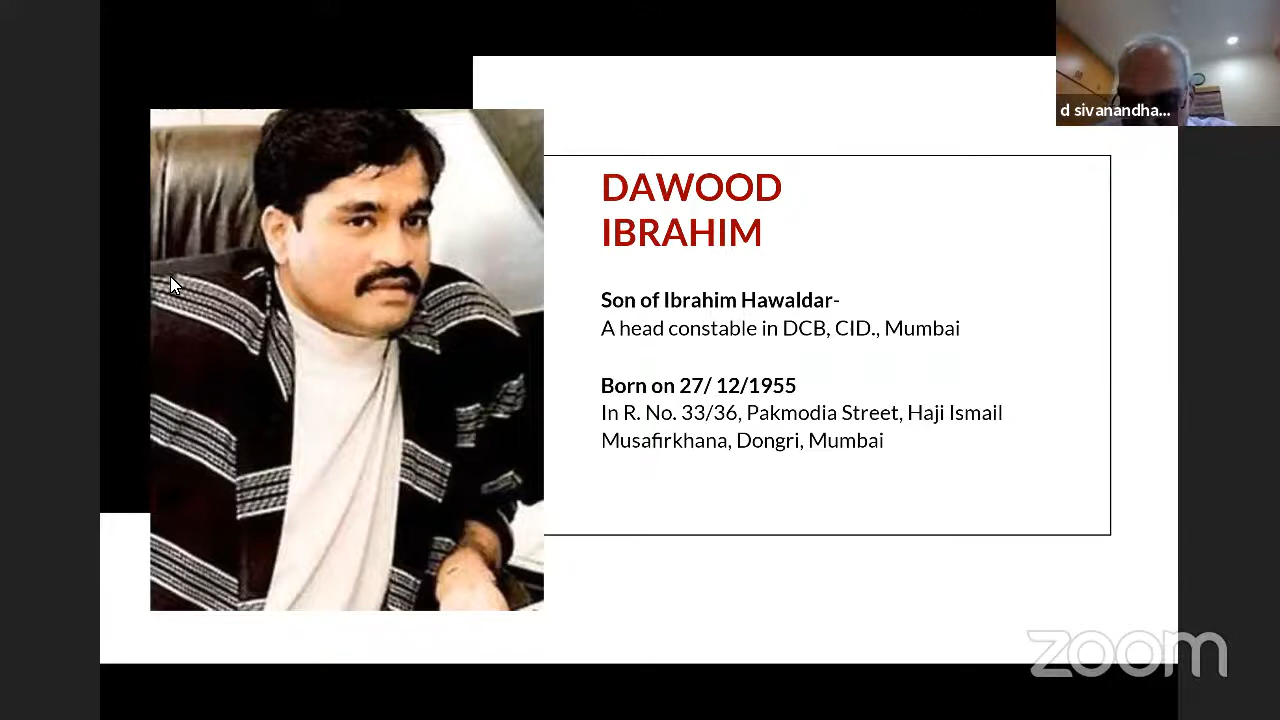 d sivanandha...
DAWOOD
IBRAHIM
Son of Ibrahim Hawaldar-
A head constable in DCB, CID., Mumbai
Born on 27/ 12/1955
In R. No. 33/36, Pakmodia Street, Haji Ismail
Musafirkhana, Dongri, Mumbai
zoom